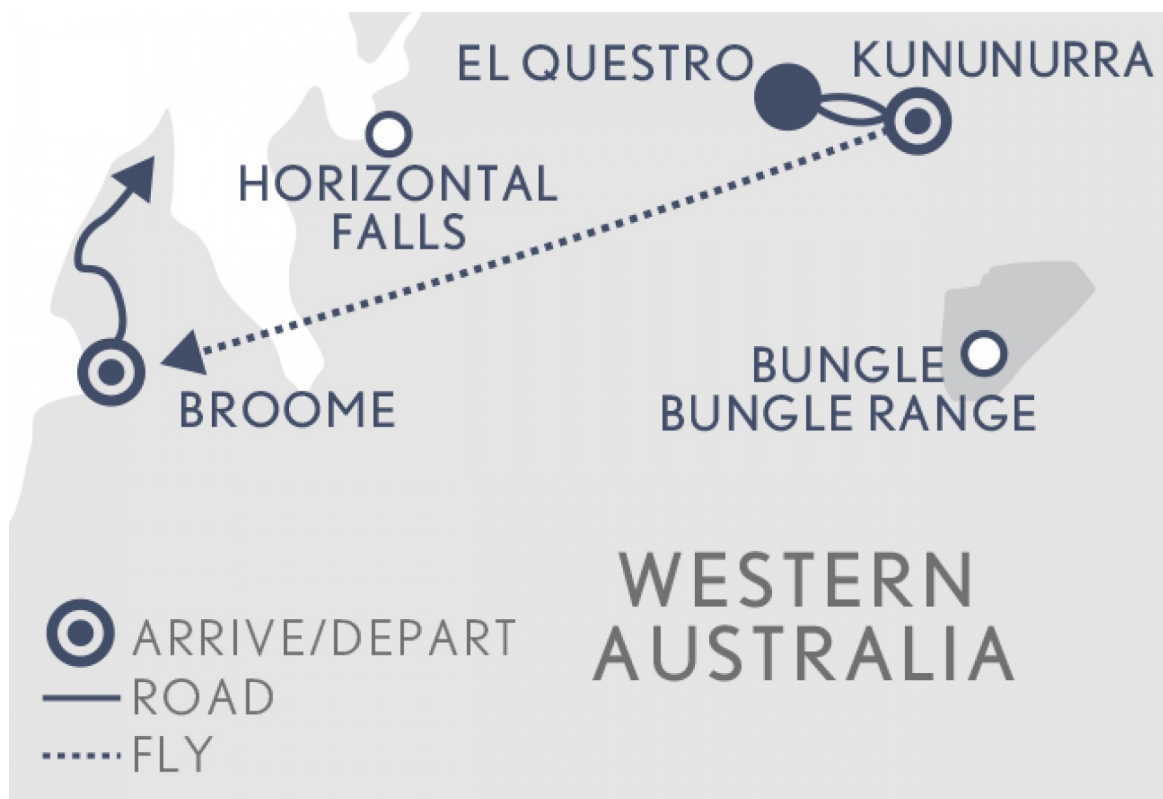 EL QUESTRO
KUNUNURRA
HORIZONTAL
FALLS
BROOME
BUNGLE
BUNGLE RANGE
WESTERN
AUSTRALIA
ARRIVE/DEPART
ROAD
FLY